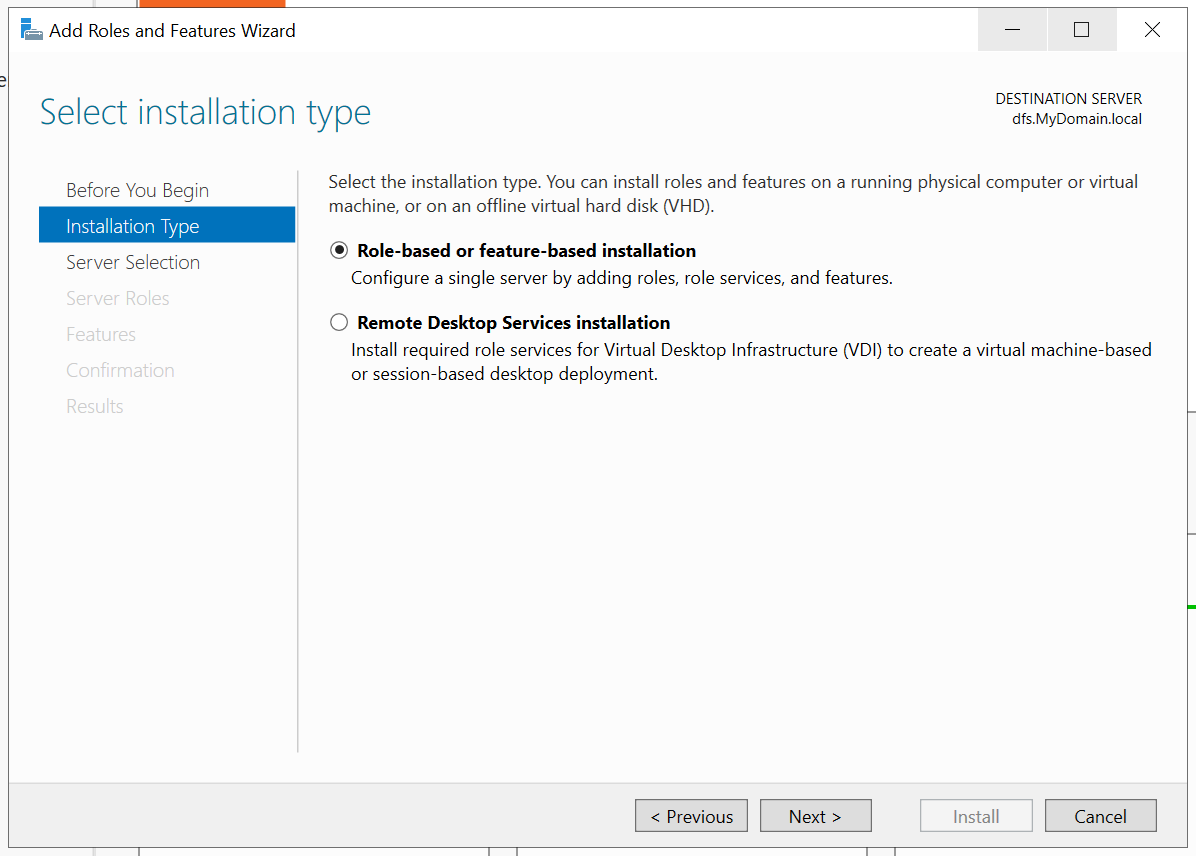 Add Roles and Features Wizard
Select installation type
DESTINATION SERVER
dfs.MyDomain.local
Before You Begin
Installation Type
Server Selection
Server Roles
Features
Confirmation
Results
Select the installation type. You can install roles and features on a running physical computer or virtual
machine, or on an offline virtual hard disk (VHD).
Role-based or feature-based installation
Configure a single server by adding roles, role services, and features.
Remote Desktop Services installation
Install required role services for Virtual Desktop Infrastructure (VDI) to create a virtual machine-based
or session-based desktop deployment.
< Previous
Next >
Install
Cancel